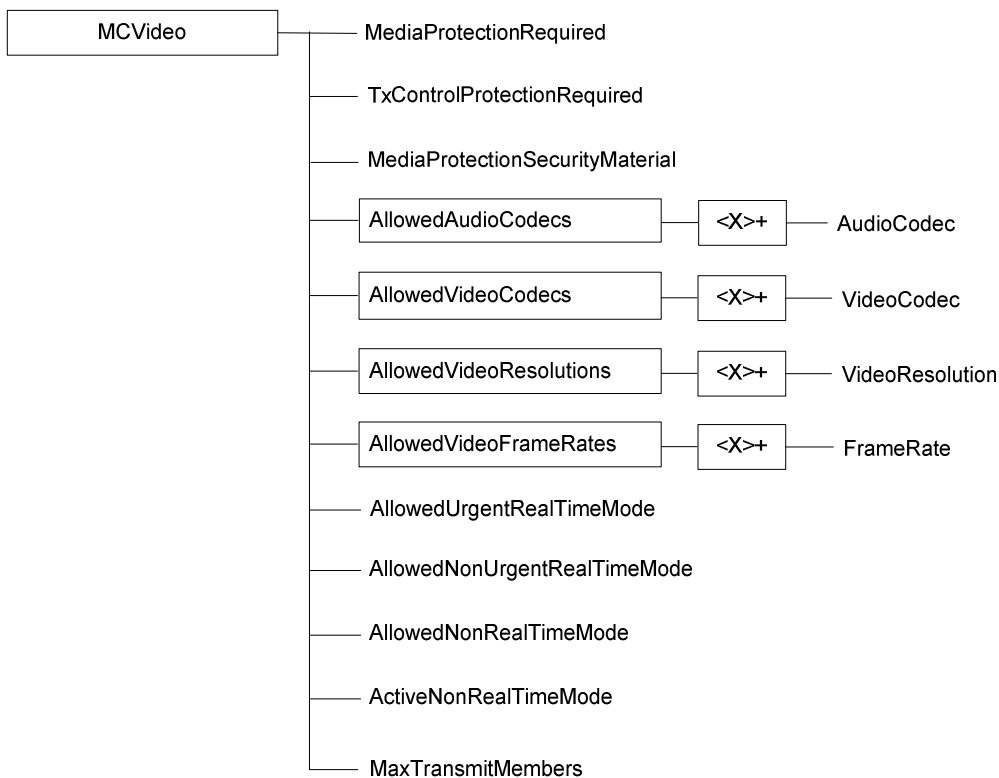 MCVideo
MediaProtectionRequired
TxControlProtectionRequired
MediaProtectionSecurityMaterial
AllowedAudioCodecs <X>+ AudioCodec
AllowedVideoCodecs <X>+ VideoCodec
AllowedVideoResolutions <X>+ VideoResolution
AllowedVideoFrameRates <X>+ FrameRate
AllowedUrgentRealTimeMode
AllowedNonUrgentRealTimeMode
AllowedNonRealTimeMode
ActiveNonRealTimeMode
MaxTransmitMembers